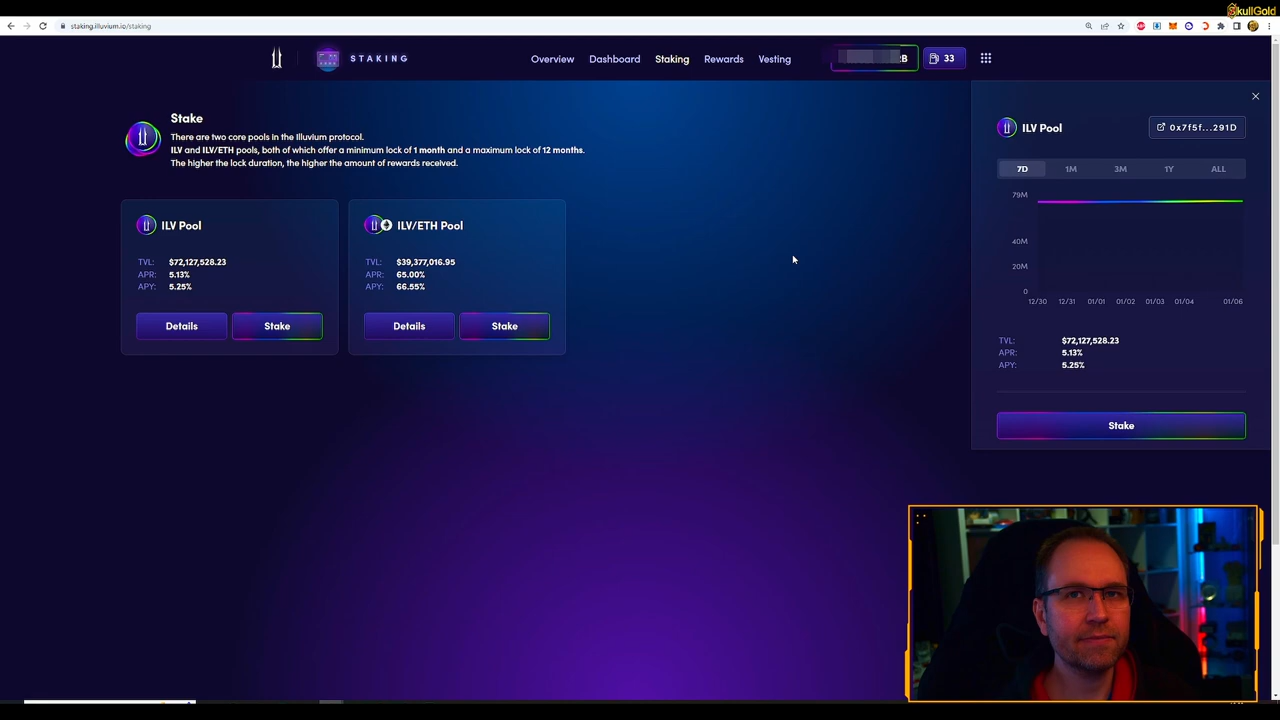 SkullGold
staking.illuvium.io/staking
STAKING
Overview Dashboard Staking Rewards Vesting
B
33
Stake
There are two core pools in the Illuvium protocol.
ILV and ILV/ETH pools, both of which offer a minimum lock of 1 month and a maximum lock of 12 months.
The higher the lock duration, the higher the amount of rewards received.
ILV Pool
TVL: $72,127,528.23
APR: 5.13%
APY: 5.25%
Details Stake
ILV/ETH Pool
TVL: $39,377,016.95
APR: 65.00%
APY: 66.55%
Details Stake
ILV Pool 0x7f5f...291D
7D 1M 3M 1Y ALL
79M
40M
20M
0
12/30 12/31 01/01 01/02 01/03 01/04 01/06
TVL: $72,127,528.23
APR: 5.13%
APY: 5.25%
Stake